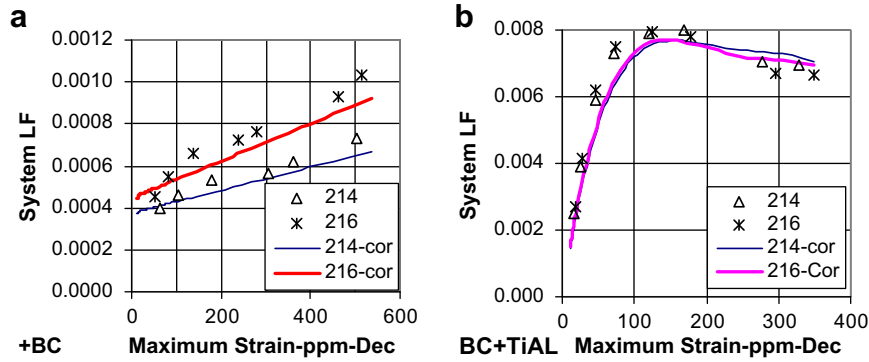 a
System LF
0.0012
0.0010
0.0008
0.0006
0.0004
0.0002
0.0000
214
216
214-cor
216-cor
0 200 400 600
+BC Maximum Strain-ppm-Dec
b
System LF
0.008
0.006
0.004
0.002
0.000
214
216
214-cor
216-Cor
0 100 200 300 400
BC+TiAL Maximum Strain-ppm-Dec